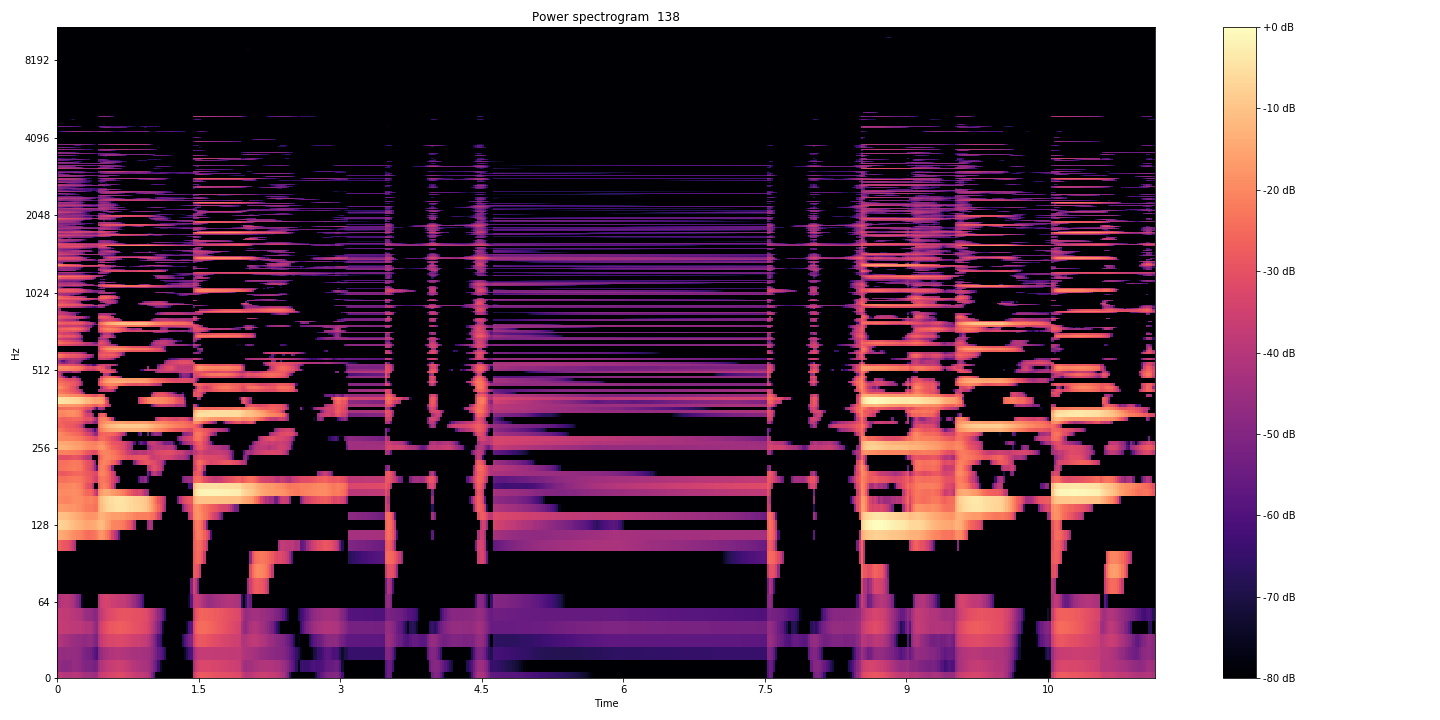 Power spectrogram  138
8192
4096
2048
1024
512
256
128
64
0
Hz
0
1.5
3
4.5
6
7.5
9
10
Time
+0 dB
-10 dB
-20 dB
-30 dB
-40 dB
-50 dB
-60 dB
-70 dB
-80 dB